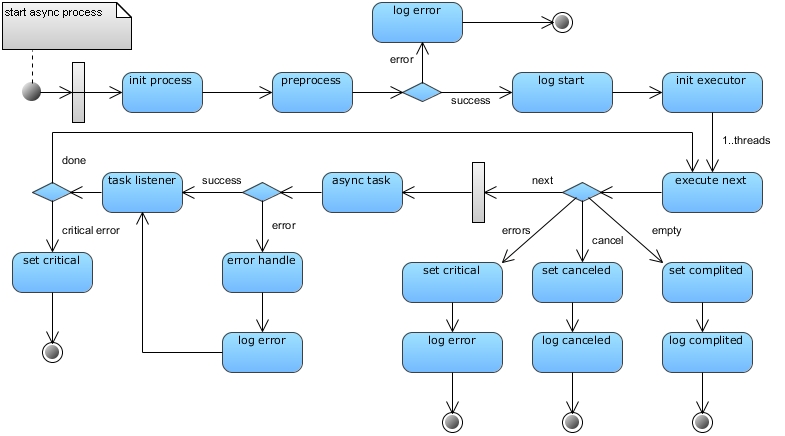 start async process
log error
error
init process
preprocess
success
log start
init executor
1..threads
done
task listener
success
async task
next
execute next
critical error
error
errors
cancel
empty
set critical
error handle
set critical
set canceled
set complited
log error
log error
log canceled
log complited